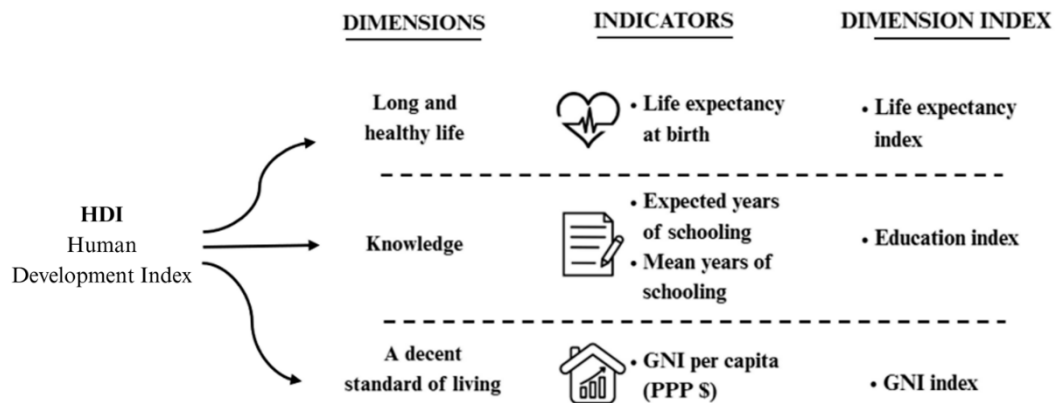 DIMENSIONS
INDICATORS
DIMENSION INDEX
Long and
healthy life
• Life expectancy
at birth
• Life expectancy
index
HDI
Human
Development Index
Knowledge
• Expected years
of schooling
• Mean years of
schooling
• Education index
A decent
standard of living
• GNI per capita
(PPP $)
• GNI index